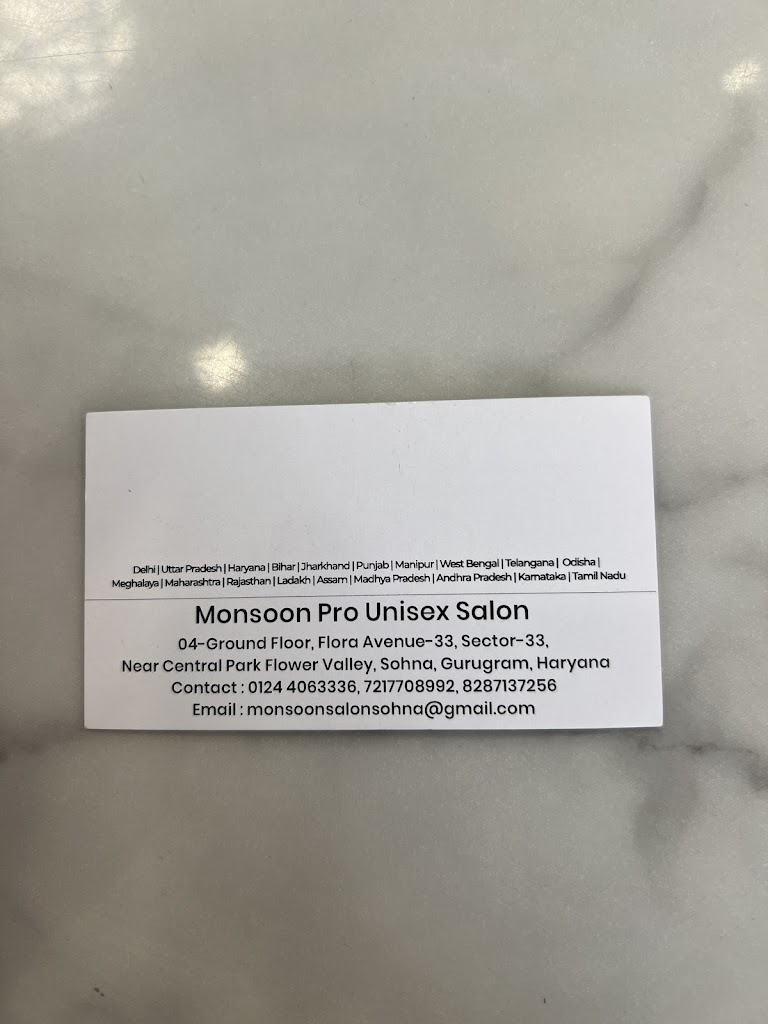 Delhi | Uttar Pradesh | Haryana | Bihar | Jharkhand | Punjab | Manipur | West Bengal | Telangana | Odisha |
Meghalaya | Maharashtra | Rajasthan | Ladakh | Assam | Madhya Pradesh | Andhra Pradesh | Karnataka | Tamil Nadu
Monsoon Pro Unisex Salon
04-Ground Floor, Flora Avenue-33, Sector-33,
Near Central Park Flower Valley, Sohna, Gurugram, Haryana
Contact : 0124 4063336, 7217708992, 8287137256
Email : monsoonsalonsohna@gmail.com